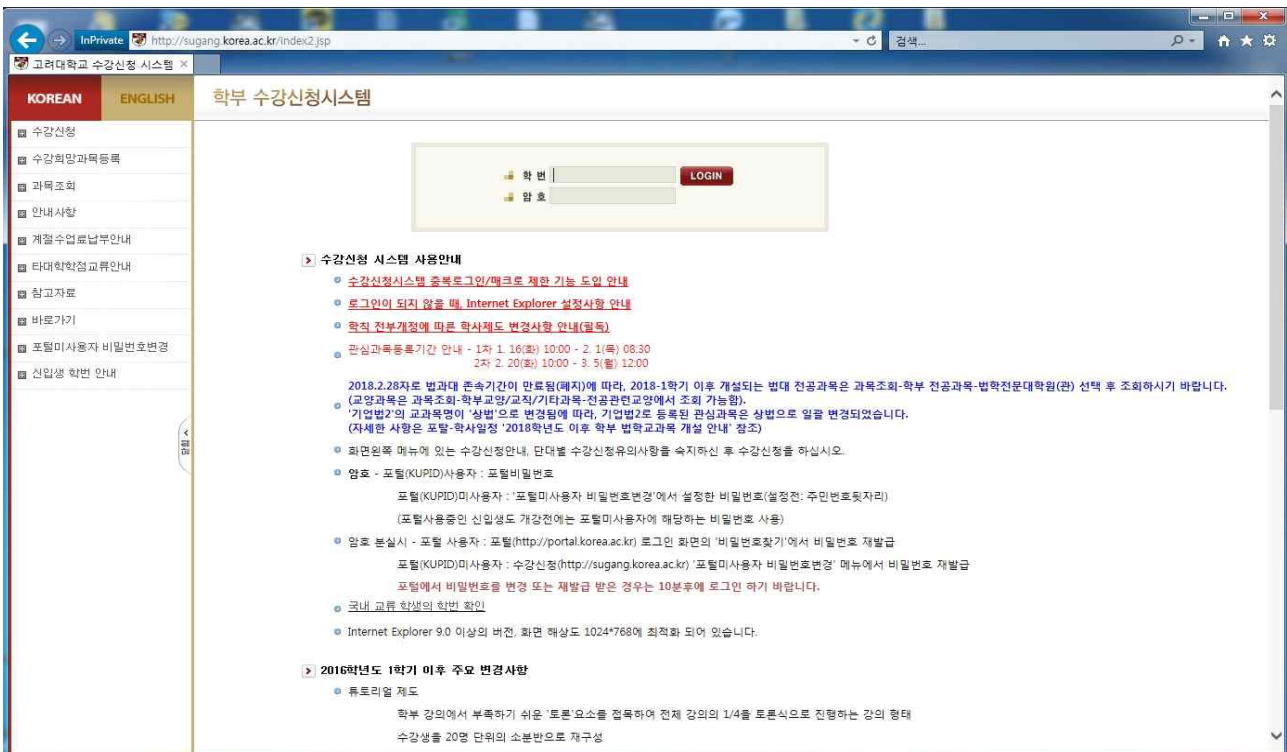 InPrivate http://sugang.korea.ac.kr/index2.jsp 검색...
고려대학교 수강신청 시스템
KOREAN ENGLISH
학부 수강신청시스템
수강신청
수강희망과목등록
과목조회
안내사항
계절수업료납부안내
타대학학점교류안내
참고자료
바로가기
포털미사용자 비밀번호변경
신입생 학번 안내
닫힘
학 번 LOGIN
암 호
수강신청 시스템 사용안내
수강신청시스템 중복로그인/매크로 제한 기능 도입 안내
로그인이 되지 않을 때, Internet Explorer 설정사항 안내
학칙 전부개정에 따른 학사제도 변경사항 안내(필독)
관심과목등록기간 안내 - 1차 1. 16(화) 10:00 - 2. 1(목) 08:30
2차 2. 20(화) 10:00 - 3. 5(월) 12:00
2018.2.28자로 법과대 존속기간이 만료됨(폐지)에 따라, 2018-1학기 이후 개설되는 법대 전공과목은 과목조회-학부 전공과목-법학전문대학원(관) 선택 후 조회하시기 바랍니다.
(교양과목은 과목조회-학부교양/교직/기타과목-전공관련교양에서 조회 가능함).
'기업법2'의 교과목명이 '상법'으로 변경됨에 따라, 기업법2로 등록된 관심과목은 상법으로 일괄 변경되었습니다.
(자세한 사항은 포탈-학사일정 '2018학년도 이후 학부 법학교과목 개설 안내' 참조)
화면왼쪽 메뉴에 있는 수강신청안내, 단대별 수강신청유의사항을 숙지하신 후 수강신청을 하십시오.
암호 - 포털(KUPID)사용자 : 포털비밀번호
포털(KUPID)미사용자 : '포털미사용자 비밀번호변경'에서 설정한 비밀번호(설정전: 주민번호뒷자리)
(포털사용중인 신입생도 개강전에는 포털미사용자에 해당하는 비밀번호 사용)
암호 분실시 - 포털 사용자 : 포털(http://portal.korea.ac.kr) 로그인 화면의 '비밀번호찾기'에서 비밀번호 재발급
포털(KUPID)미사용자 : 수강신청(http://sugang.korea.ac.kr) '포털미사용자 비밀번호변경' 메뉴에서 비밀번호 재발급
포털에서 비밀번호를 변경 또는 재발급 받은 경우는 10분후에 로그인 하기 바랍니다.
국내 교류 학생의 학번 확인
Internet Explorer 9.0 이상의 버전, 화면 해상도 1024*768에 최적화 되어 있습니다.
2016학년도 1학기 이후 주요 변경사항
튜토리얼 제도
학부 강의에서 부족하기 쉬운 '토론'요소를 접목하여 전체 강의의 1/4을 토론식으로 진행하는 강의 형태
수강생을 20명 단위의 소분반으로 재구성